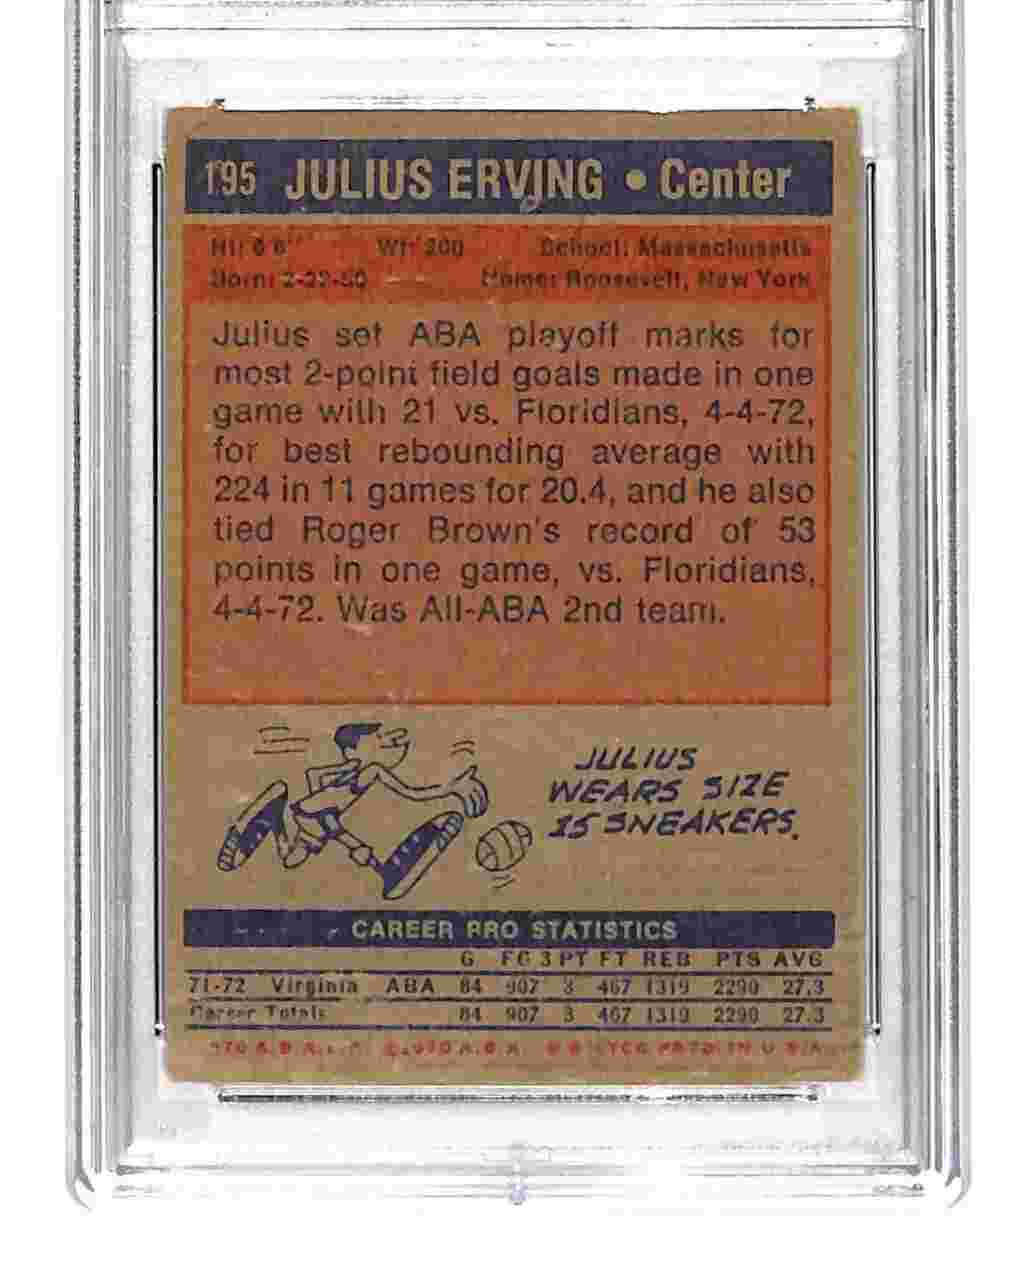 195 JULIUS ERVING • Center
Ht: 6'6" Wt: 200 School: Massachusetts
Born: 2-22-50 Home: Roosevelt, New York
Julius set ABA playoff marks for
most 2-point field goals made in one
game with 21 vs. Floridians, 4-4-72,
for best rebounding average with
224 in 11 games for 20.4, and he also
tied Roger Brown's record of 53
points in one game, vs. Floridians,
4-4-72. Was All-ABA 2nd team.
JULIUS
WEARS SIZE
15 SNEAKERS.
CAREER PRO STATISTICS
G FG 3PT FT REB PTS AVG
71-72 Virginia ABA 84 907 3 467 1319 2290 27.3
Career Totals 84 907 3 467 1319 2290 27.3
IN U.S.A.